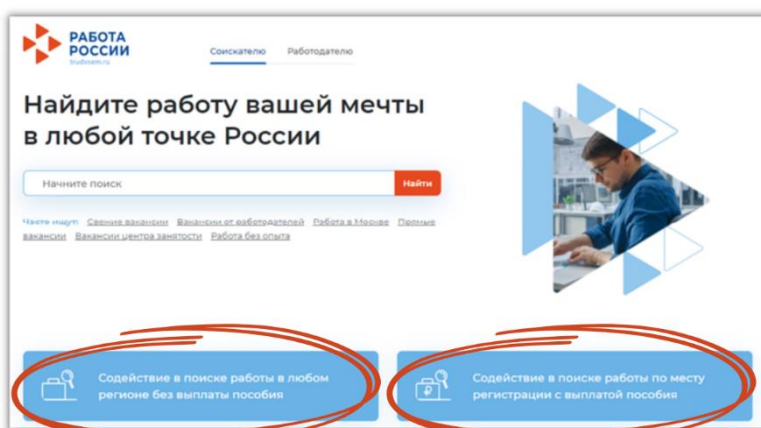 РАБОТА
РОССИИ
trudvsem.ru
Соискателю Работодателю
Найдите работу вашей мечты
в любой точке России
Начните поиск Найти
Часто ищут: Свежие вакансии Вакансии от работодателей Работа в Москве Прямые
вакансии Вакансии центра занятости Работа без опыта
Содействие в поиске работы в любом
регионе без выплаты пособия
Содействие в поиске работы по месту
регистрации с выплатой пособия